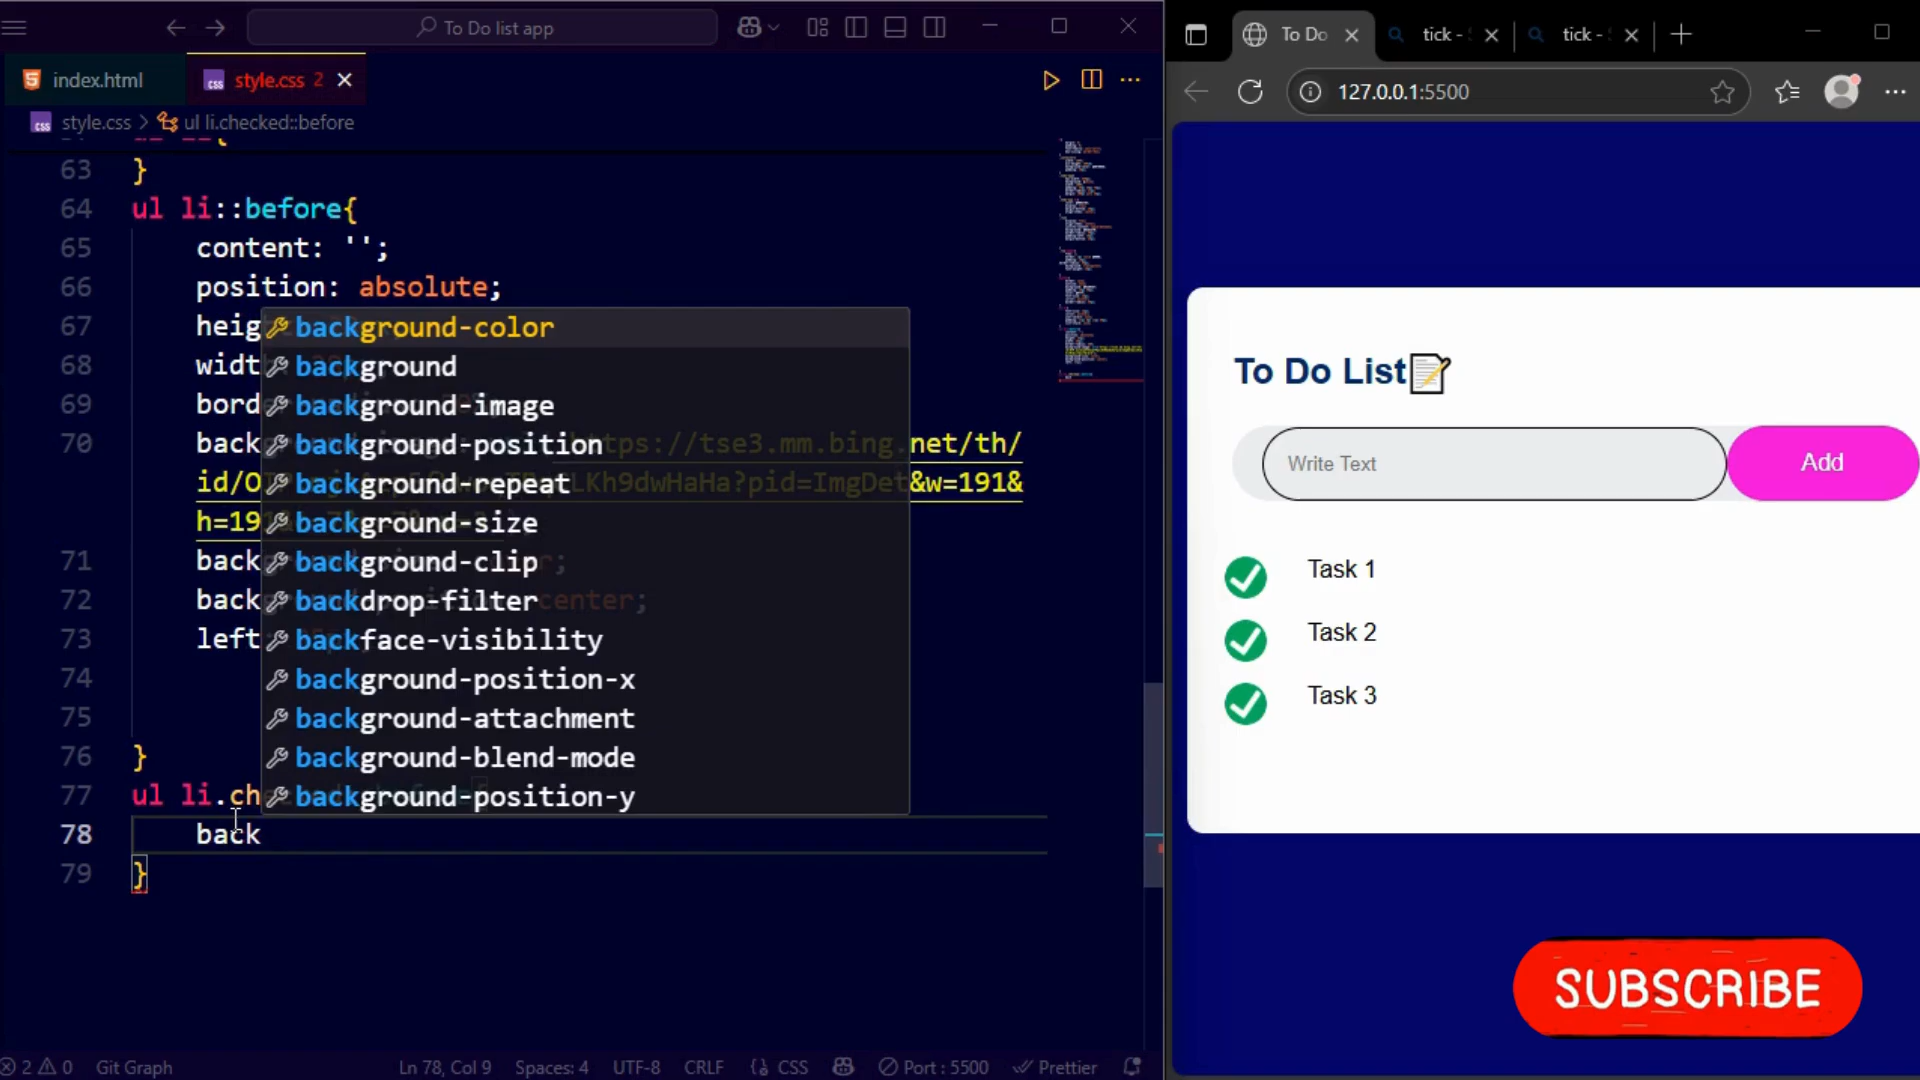 To Do list app
index.html
style.css 2
style.css > ul li.checked::before
63 }
64 ul li::before{
65 content: '';
66 position: absolute;
67 heig
68 widt
69 bord
70 back https://tse3.mm.bing.net/th/
id/O LKh9dwHaHa?pid=ImgDet&w=191&
h=19
71 back ;
72 back center;
73 left
74
75
76 }
77 ul li.che
78 back
79 }
background-color
background
background-image
background-position
background-repeat
background-size
background-clip
backdrop-filter
backface-visibility
background-position-x
background-attachment
background-blend-mode
background-position-y
2 0 Git Graph Ln 78, Col 9 Spaces: 4 UTF-8 CRLF {} CSS Port : 5500 Prettier
To Do
tick -
tick -
127.0.0.1:5500
To Do List
Write Text
Add
Task 1
Task 2
Task 3
SUBSCRIBE